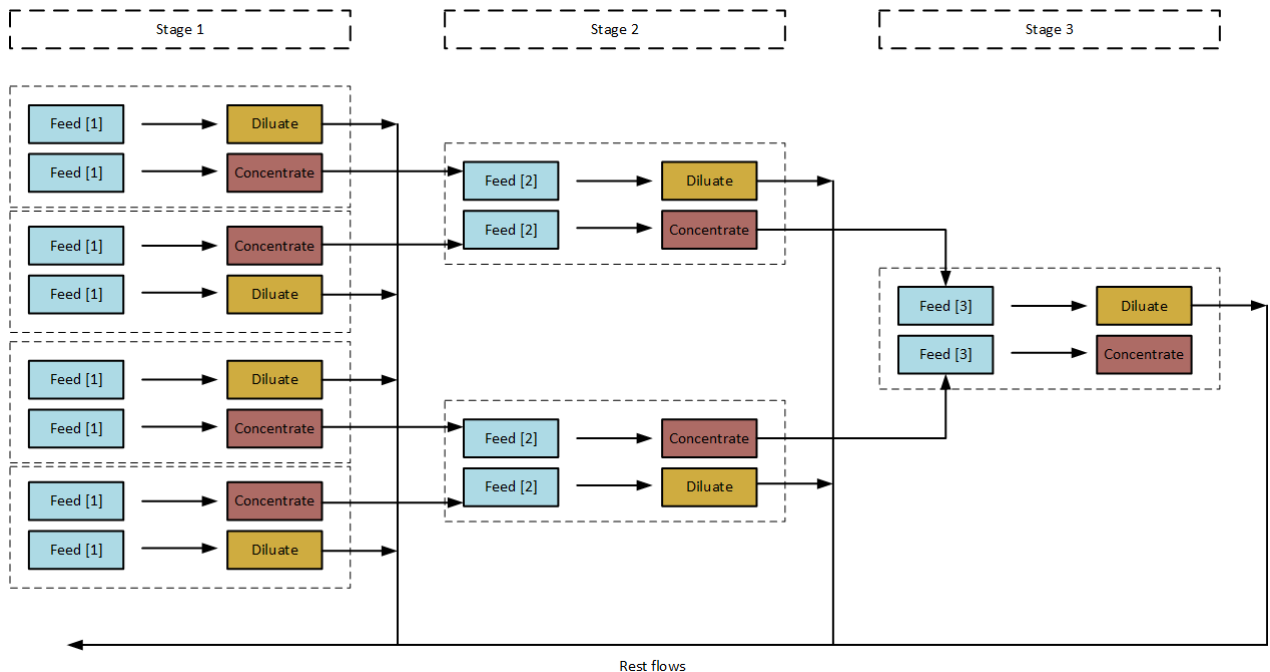 Stage 1
Stage 2
Stage 3
Feed [1]
Diluate
Feed [1]
Concentrate
Feed [1]
Concentrate
Feed [1]
Diluate
Feed [1]
Diluate
Feed [1]
Concentrate
Feed [1]
Concentrate
Feed [1]
Diluate
Feed [2]
Diluate
Feed [2]
Concentrate
Feed [2]
Concentrate
Feed [2]
Diluate
Feed [3]
Diluate
Feed [3]
Concentrate
Rest flows